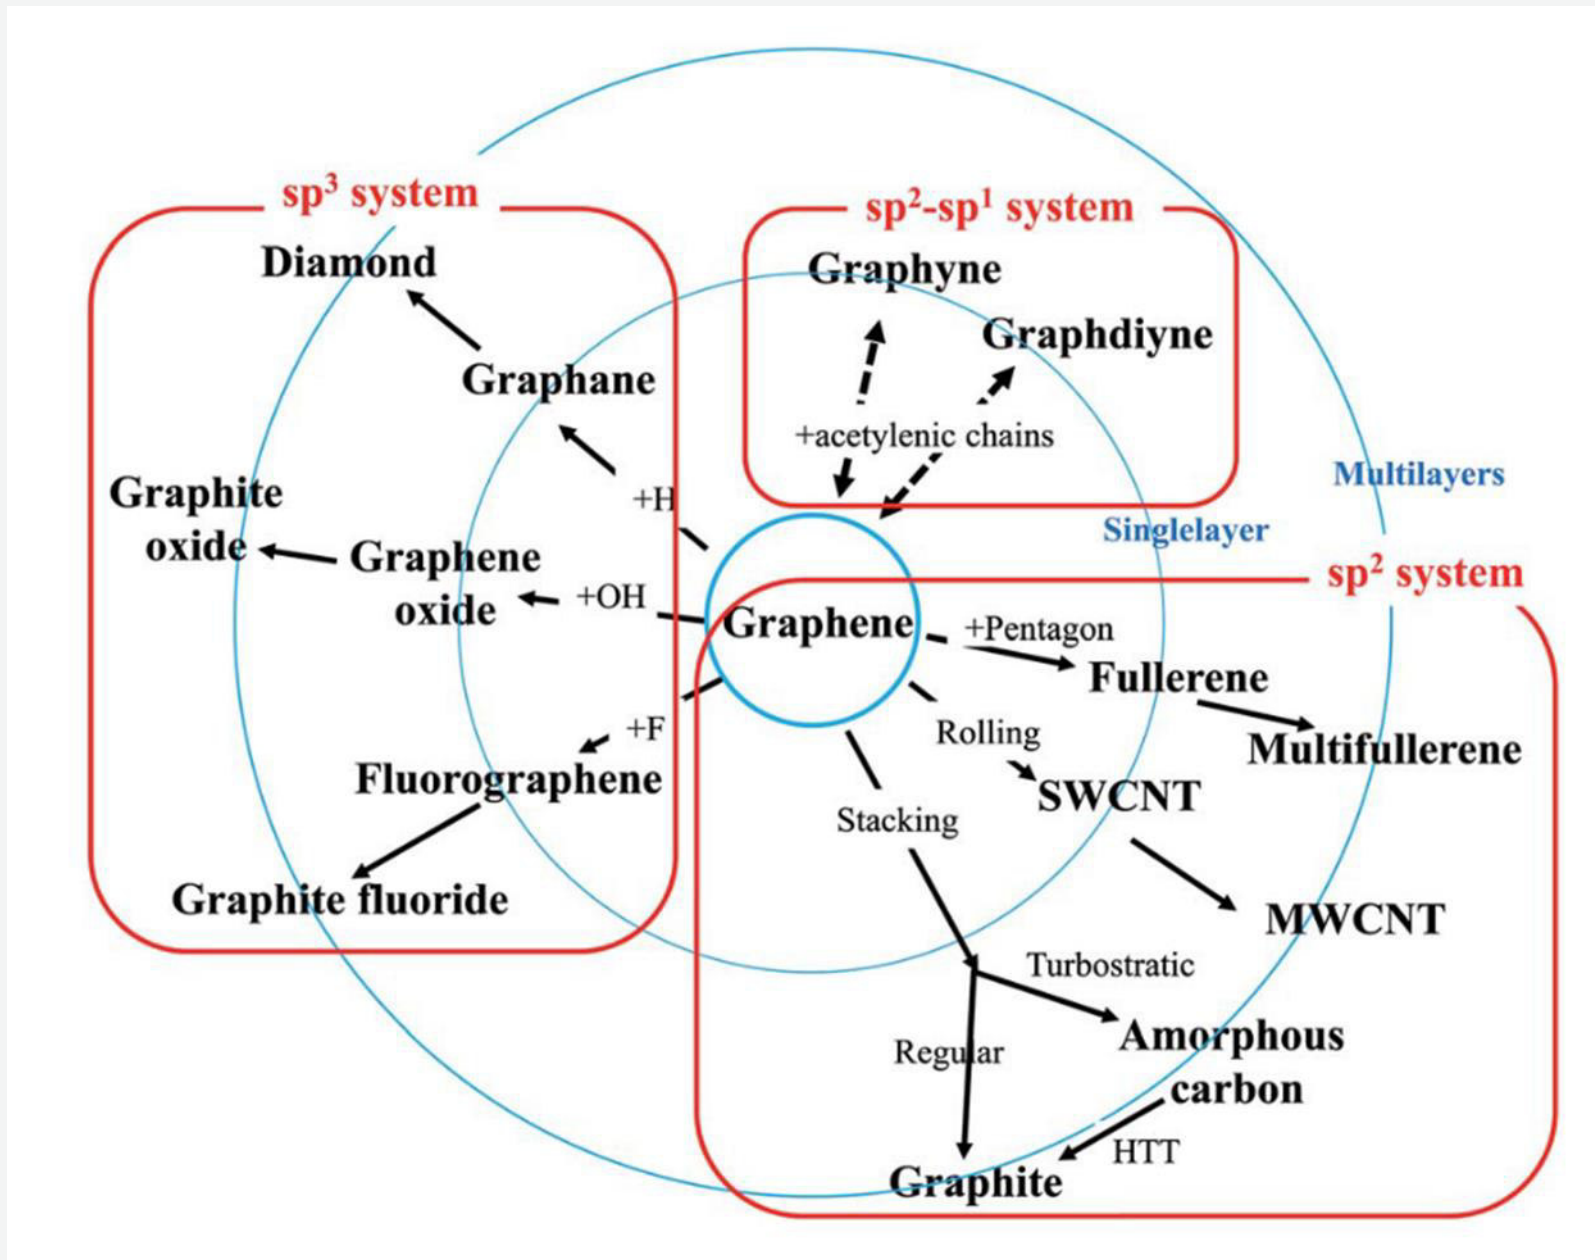 sp³ system
Diamond
Graphane
+H
Graphite
oxide
Graphene
oxide
+OH
+F
Fluorographene
Graphite fluoride
sp²-sp¹ system
Graphyne
Graphdiyne
+acetylenic chains
Multilayers
Singlelayer
sp² system
Graphene
+Pentagon
Fullerene
Multifullerene
Rolling
SWCNT
MWCNT
Stacking
Turbostratic
Regular
Amorphous
carbon
HTT
Graphite